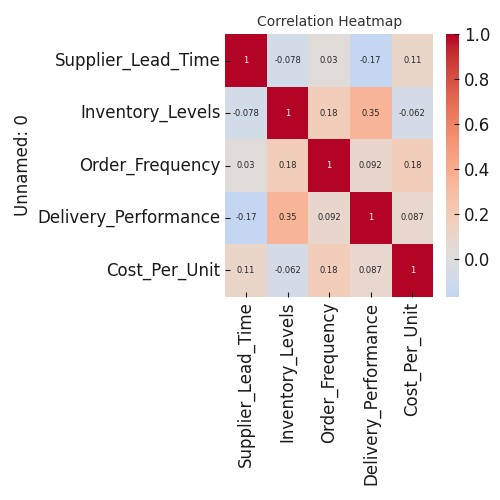 Correlation Heatmap
Unnamed: 0
Supplier_Lead_Time 1 -0.078 0.03 -0.17 0.11
Inventory_Levels -0.078 1 0.18 0.35 -0.062
Order_Frequency 0.03 0.18 1 0.092 0.18
Delivery_Performance -0.17 0.35 0.092 1 0.087
Cost_Per_Unit 0.11 -0.062 0.18 0.087 1
Supplier_Lead_Time
Inventory_Levels
Order_Frequency
Delivery_Performance
Cost_Per_Unit
1.0
0.8
0.6
0.4
0.2
0.0